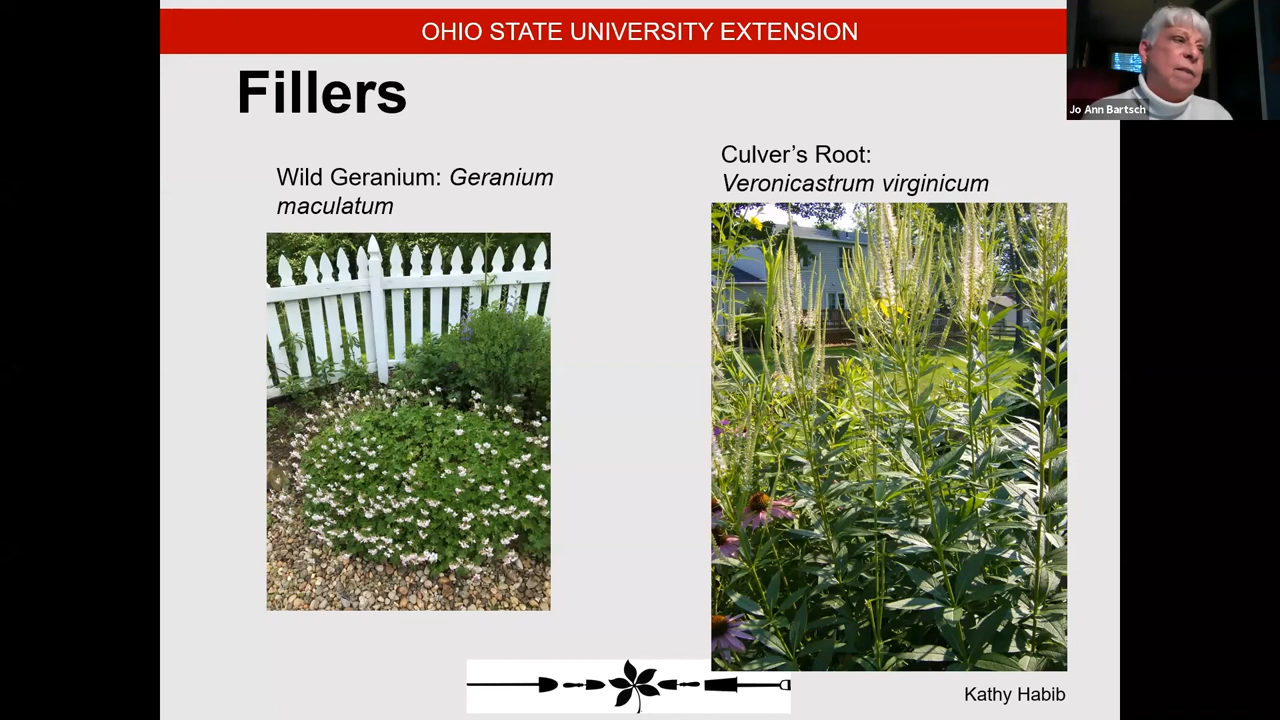 OHIO STATE UNIVERSITY EXTENSION
Fillers
Wild Geranium: Geranium
maculatum
Culver’s Root:
Veronicastrum virginicum
Kathy Habib
Jo Ann Bartsch